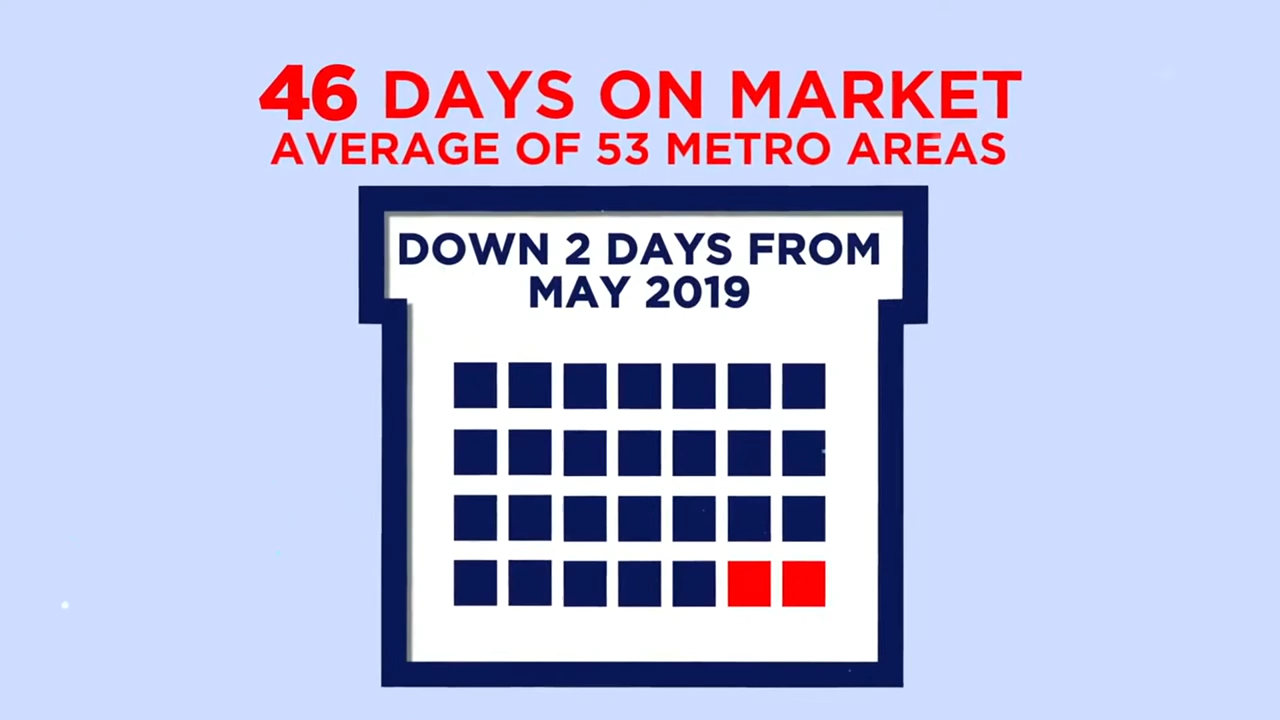 46 DAYS ON MARKET
AVERAGE OF 53 METRO AREAS
DOWN 2 DAYS FROM
MAY 2019